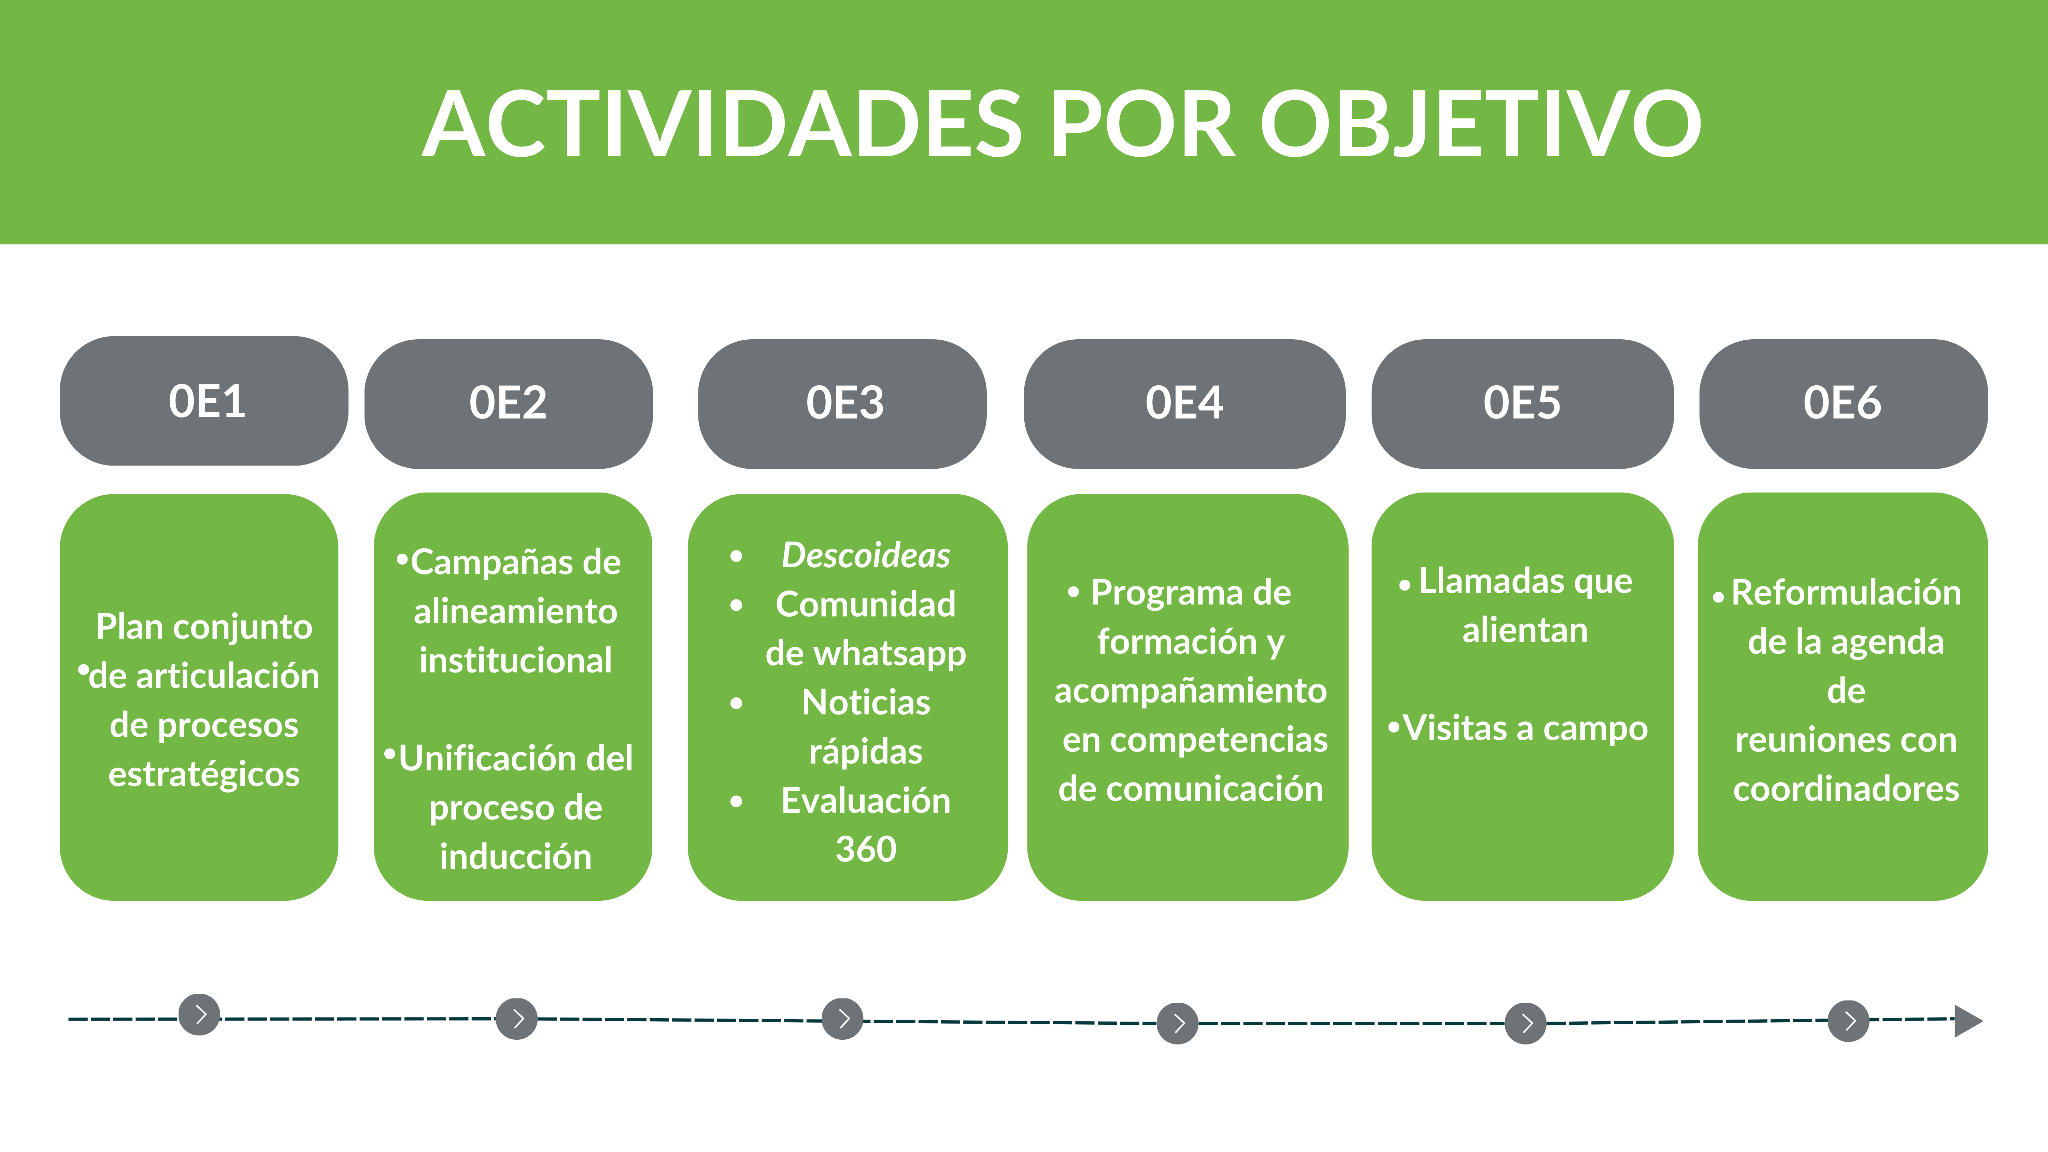 ACTIVIDADES POR OBJETIVO
0E1
0E2
0E3
0E4
0E5
0E6
Plan conjunto
•de articulación
de procesos
estratégicos
•Campañas de
alineamiento
institucional
•Unificación del
proceso de
inducción
• Descoideas
• Comunidad
de whatsapp
• Noticias
rápidas
• Evaluación
360
• Programa de
formación y
acompañamiento
en competencias
de comunicación
• Llamadas que
alientan
•Visitas a campo
• Reformulación
de la agenda
de
reuniones con
coordinadores